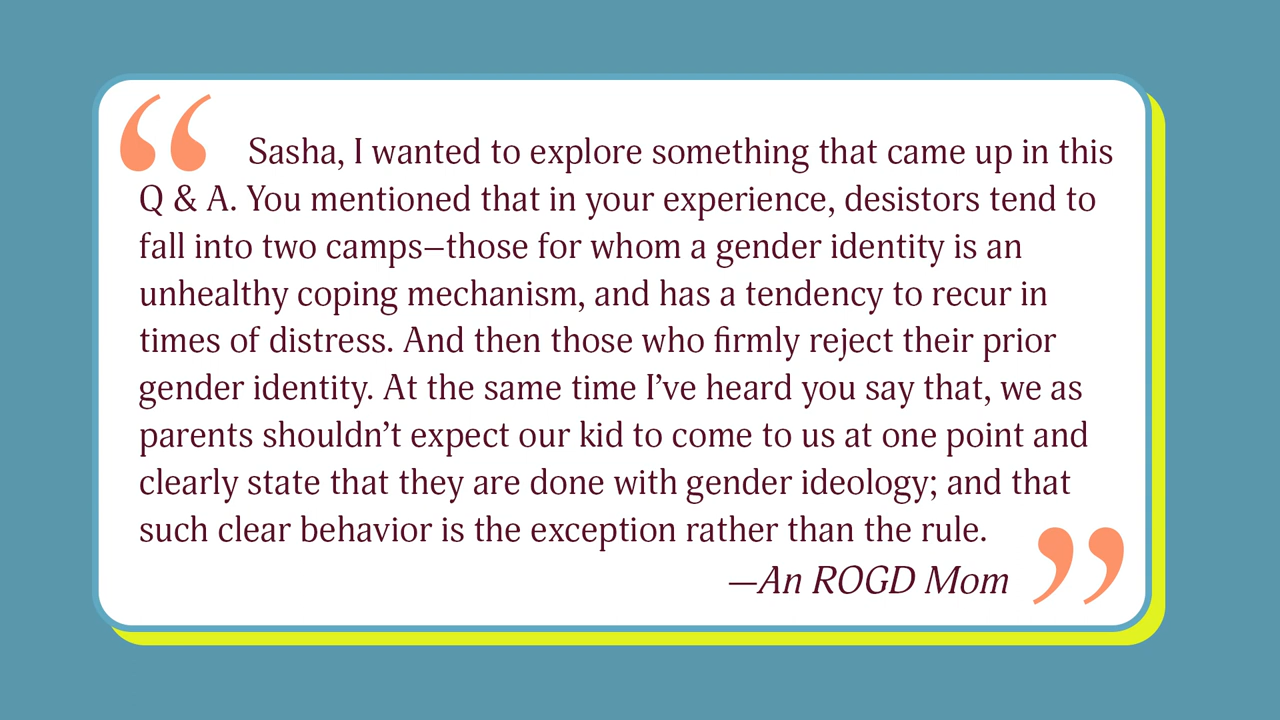 “ Sasha, I wanted to explore something that came up in this
Q & A. You mentioned that in your experience, desistors tend to
fall into two camps–those for whom a gender identity is an
unhealthy coping mechanism, and has a tendency to recur in
times of distress. And then those who firmly reject their prior
gender identity. At the same time I’ve heard you say that, we as
parents shouldn’t expect our kid to come to us at one point and
clearly state that they are done with gender ideology; and that
such clear behavior is the exception rather than the rule.
—An ROGD Mom ”